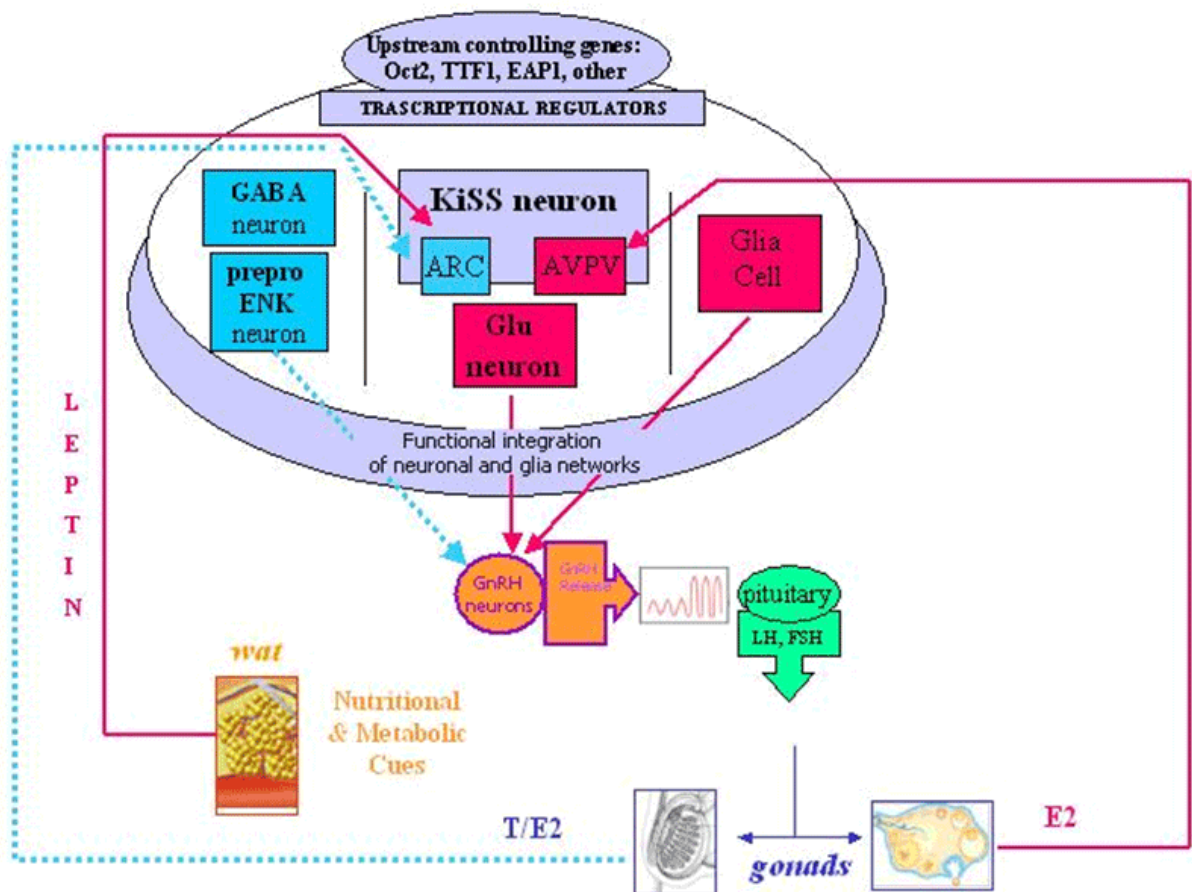 Upstream controlling genes:
Oct2, TTF1, EAP1, other
TRASCRIPTIONAL REGULATORS
GABA
neuron
prepro
ENK
neuron
KiSS neuron
ARC
AVPV
Glu
neuron
Glia
Cell
Functional integration
of neuronal and glia networks
GnRH
neurons
GnRH
Release
pituitary
LH, FSH
L
E
P
T
I
N
wat
Nutritional
& Metabolic
Cues
T/E2
gonads
E2